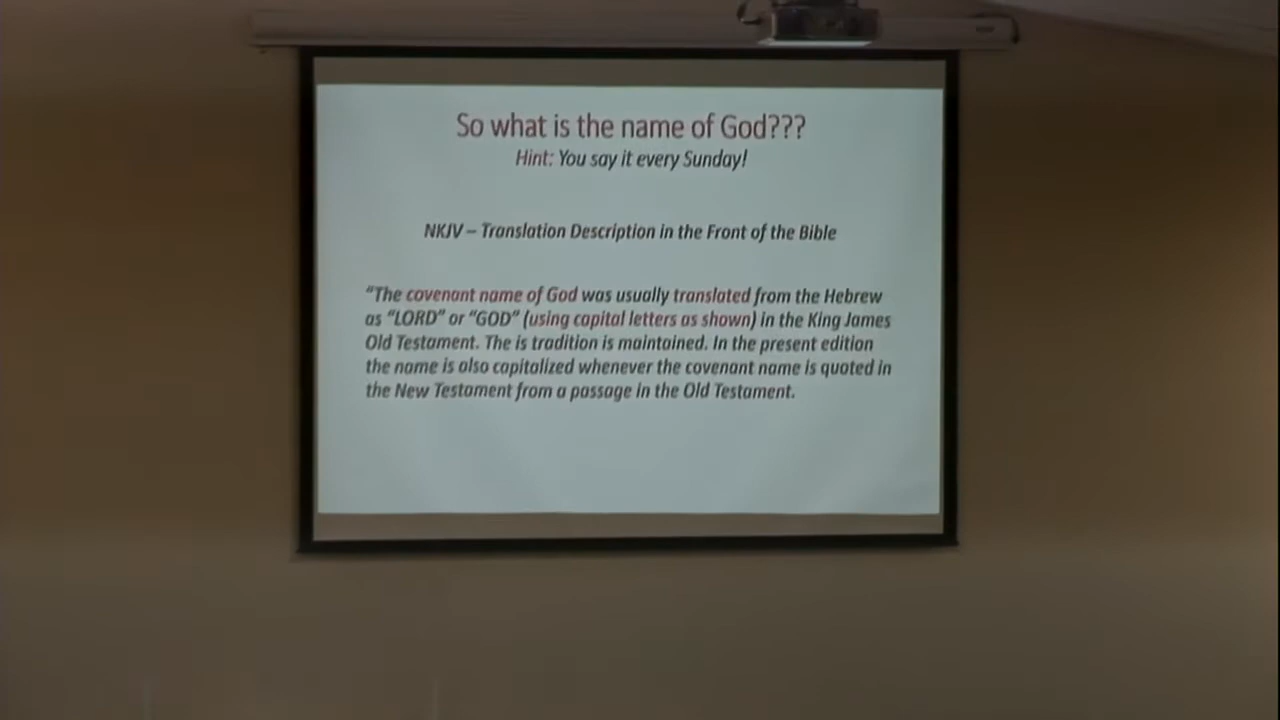 So what is the name of God???
Hint: You say it every Sunday!
NKJV – Translation Description in the Front of the Bible
“The covenant name of God was usually translated from the Hebrew
as “LORD” or “GOD” (using capital letters as shown) in the King James
Old Testament. The is tradition is maintained. In the present edition
the name is also capitalized whenever the covenant name is quoted in
the New Testament from a passage in the Old Testament.